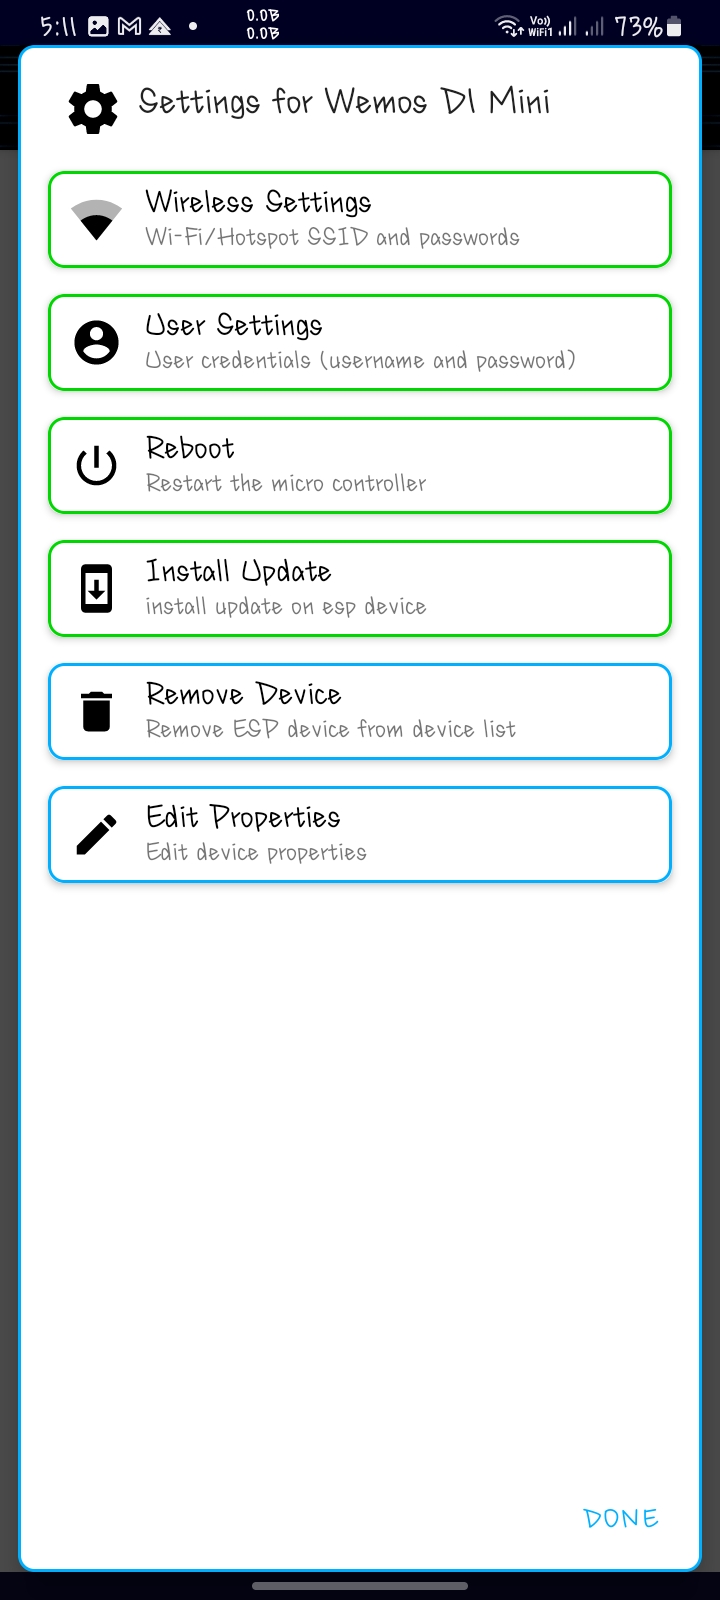 5:11
0.0B
0.0B
Vo))
WiFi1
73%
Settings for Wemos D1 Mini
Wireless Settings
Wi-Fi/Hotspot SSID and passwords
User Settings
User credentials (username and password)
Reboot
Restart the micro controller
Install Update
install update on esp device
Remove Device
Remove ESP device from device list
Edit Properties
Edit device properties
DONE